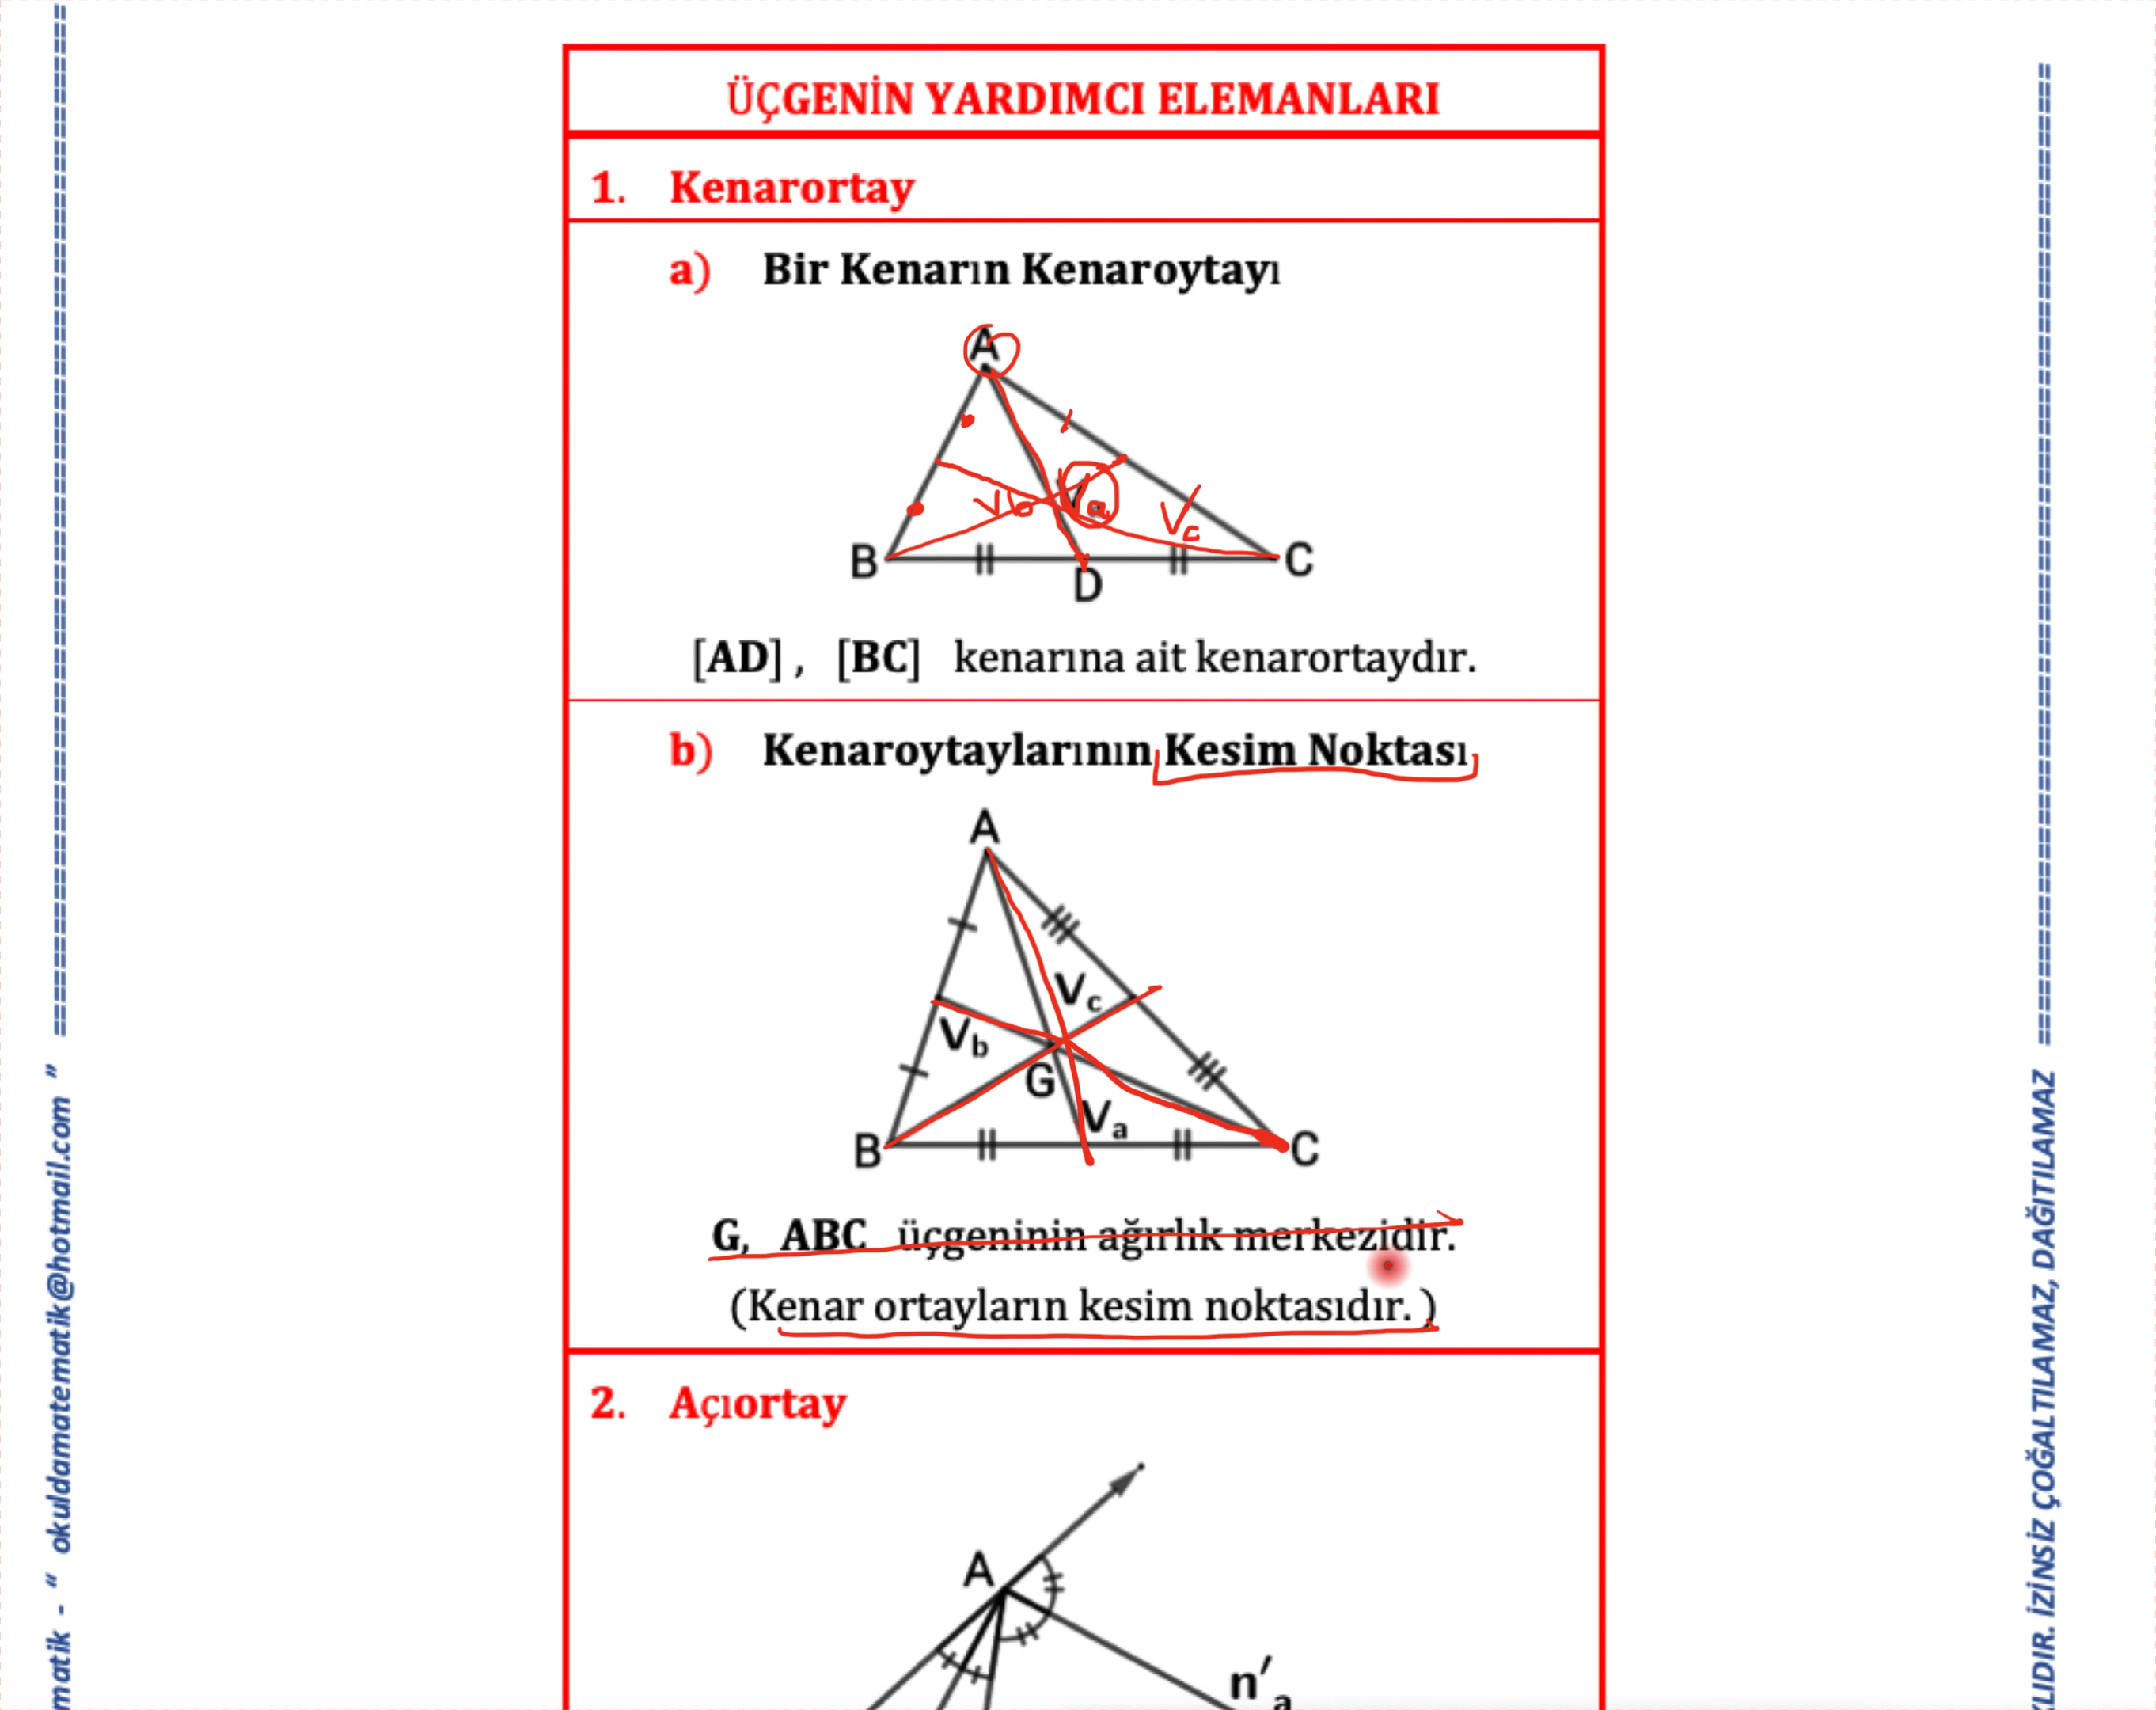 ÜÇGENİN YARDIMCI ELEMANLARI
1. Kenarortay
a) Bir Kenarın Kenaroytayı
A
Vb
Va
Vc
B
D
C
[AD] , [BC] kenarına ait kenarortaydır.
b) Kenaroytaylarının Kesim Noktası
A
Vc
Vb
G
Va
B
C
G, ABC üçgeninin ağırlık merkezidir.
(Kenar ortayların kesim noktasıdır. )
2. Açıortay
A
n′a
matik - “ okuldamatematik@hotmail.com ”
İZİNSİZ ÇOĞALTILAMAZ, DAĞITILAMAZ